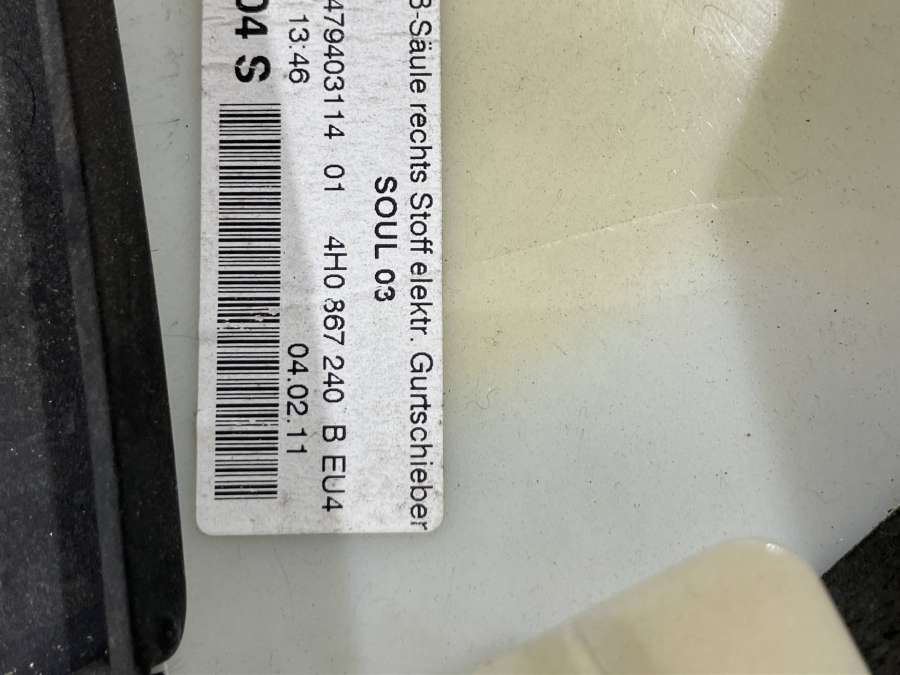 B-Säule rechts Stoff elektr. Gurtschieber
SOUL 03
479403114 01 4H0 867 240 B EU4
13:46 04.02.11
04 S